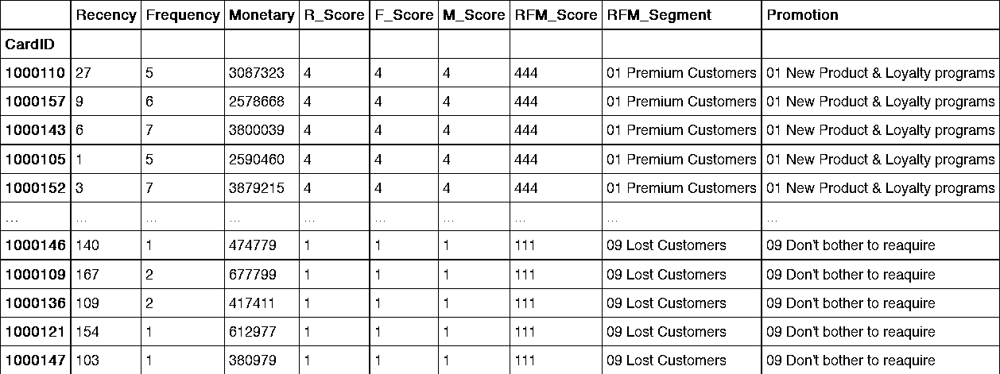 Recency Frequency Monetary R_Score F_Score M_Score RFM_Score RFM_Segment Promotion
CardID
1000110 27 5 3087323 4 4 4 444 01 Premium Customers 01 New Product & Loyalty programs
1000157 9 6 2578668 4 4 4 444 01 Premium Customers 01 New Product & Loyalty programs
1000143 6 7 3800039 4 4 4 444 01 Premium Customers 01 New Product & Loyalty programs
1000105 1 5 2590460 4 4 4 444 01 Premium Customers 01 New Product & Loyalty programs
1000152 3 7 3879215 4 4 4 444 01 Premium Customers 01 New Product & Loyalty programs
... ... ... ... ... ... ... ... ... ...
1000146 140 1 474779 1 1 1 111 09 Lost Customers 09 Don't bother to reaquire
1000109 167 2 677799 1 1 1 111 09 Lost Customers 09 Don't bother to reaquire
1000136 109 2 417411 1 1 1 111 09 Lost Customers 09 Don't bother to reaquire
1000121 154 1 612977 1 1 1 111 09 Lost Customers 09 Don't bother to reaquire
1000147 103 1 380979 1 1 1 111 09 Lost Customers 09 Don't bother to reaquire